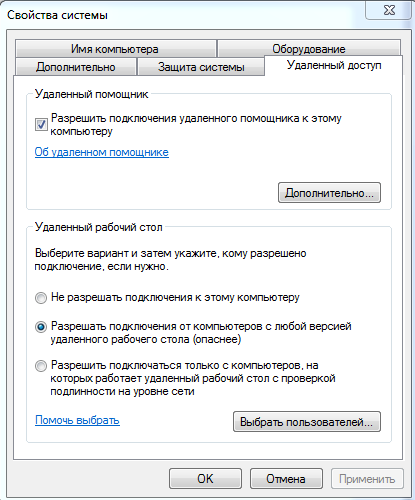 Свойства системы
Имя компьютера
Оборудование
Дополнительно
Защита системы
Удаленный доступ
Удаленный помощник
Разрешить подключения удаленного помощника к этому
компьютеру
Об удаленном помощнике
Дополнительно...
Удаленный рабочий стол
Выберите вариант и затем укажите, кому разрешено
подключение, если нужно.
Не разрешать подключения к этому компьютеру
Разрешать подключения от компьютеров с любой версией
удаленного рабочего стола (опаснее)
Разрешить подключаться только с компьютеров, на
которых работает удаленный рабочий стол с проверкой
подлинности на уровне сети
Помочь выбрать
Выбрать пользователей...
ОК
Отмена
Применить